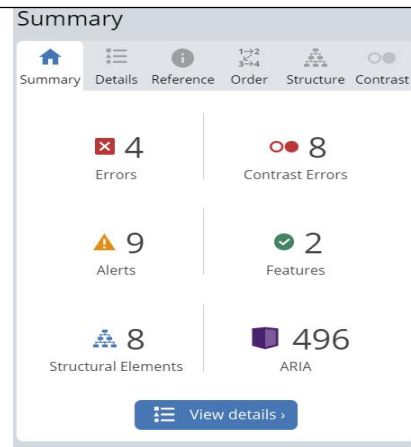 Summary
1→2
3→4
Summary Details Reference Order Structure Contrast
4 8
Errors Contrast Errors
9 2
Alerts Features
8 496
Structural Elements ARIA
View details ›